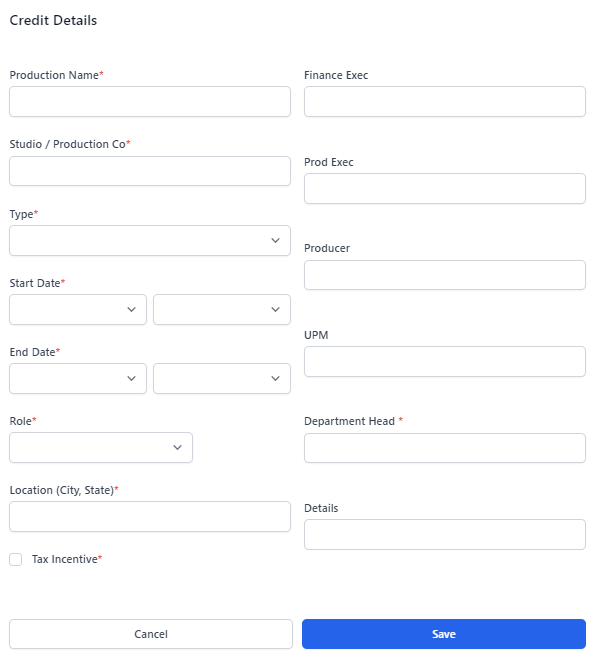 Credit Details
Production Name*
Finance Exec
Studio / Production Co*
Prod Exec
Type*
Producer
Start Date*
UPM
End Date*
Role*
Department Head *
Location (City, State)*
Details
Tax Incentive*
Cancel
Save